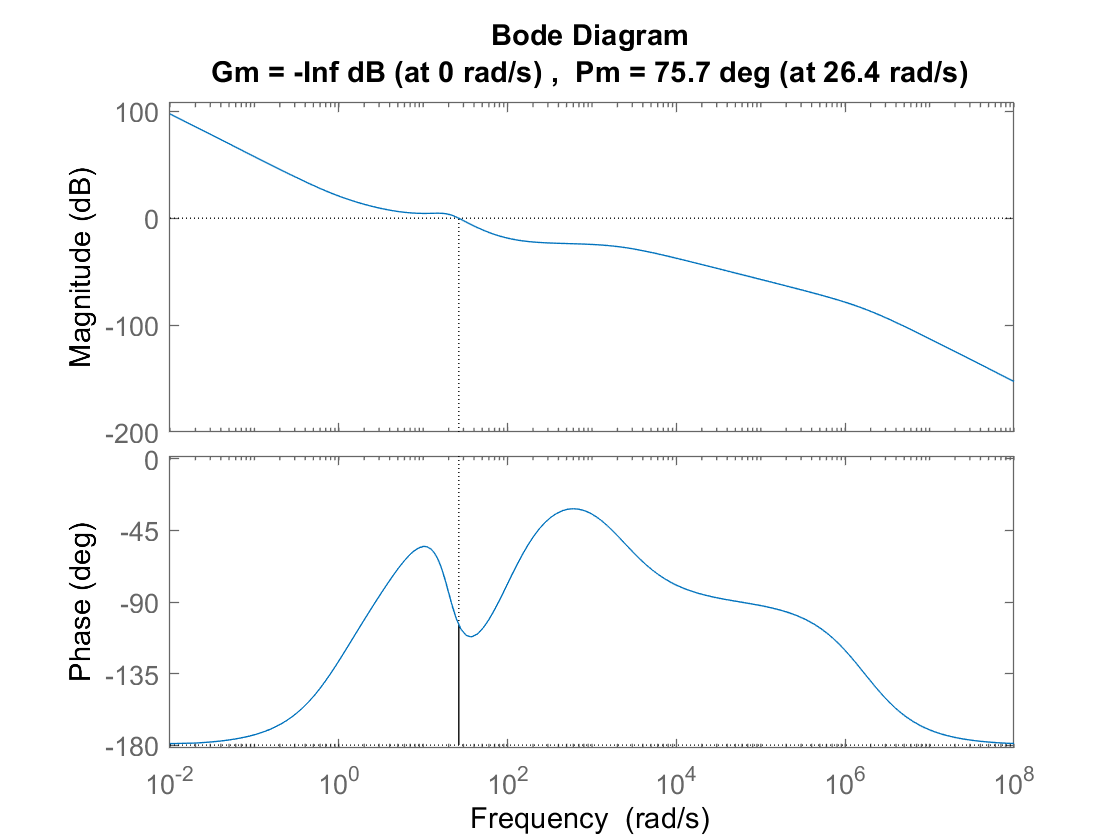 Bode Diagram
Gm = -Inf dB (at 0 rad/s) ,  Pm = 75.7 deg (at 26.4 rad/s)
Magnitude (dB)
100
0
-100
-200
Phase (deg)
0
-45
-90
-135
-180
10^-2 10^0 10^2 10^4 10^6 10^8
Frequency  (rad/s)